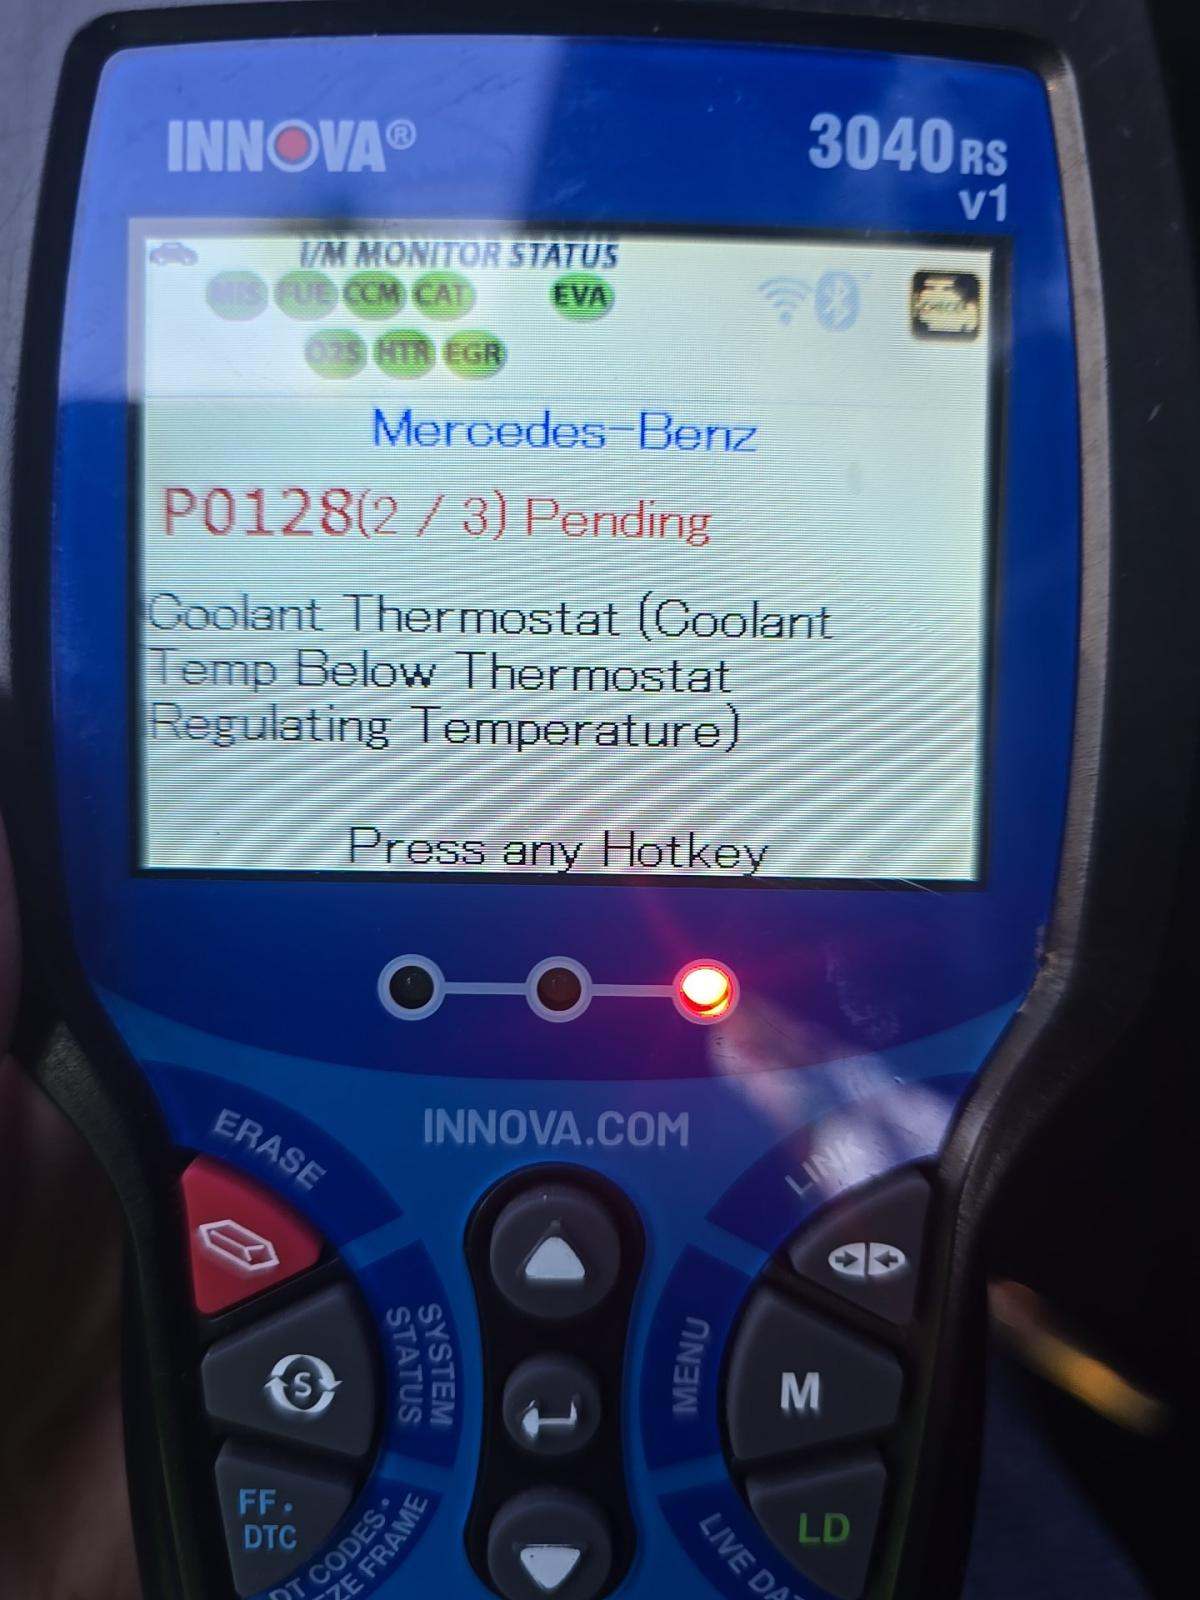 INNOVA®
3040RS
v1
I/M MONITOR STATUS
MIS FUE CCM CAT EVA
O2S HTR EGR
CHECK
Mercedes-Benz
P0128(2 / 3) Pending
Coolant Thermostat (Coolant
Temp Below Thermostat
Regulating Temperature)
Press any Hotkey
INNOVA.COM
ERASE
LINK
SYSTEM
STATUS
S
MENU
M
FF.
DTC
LD